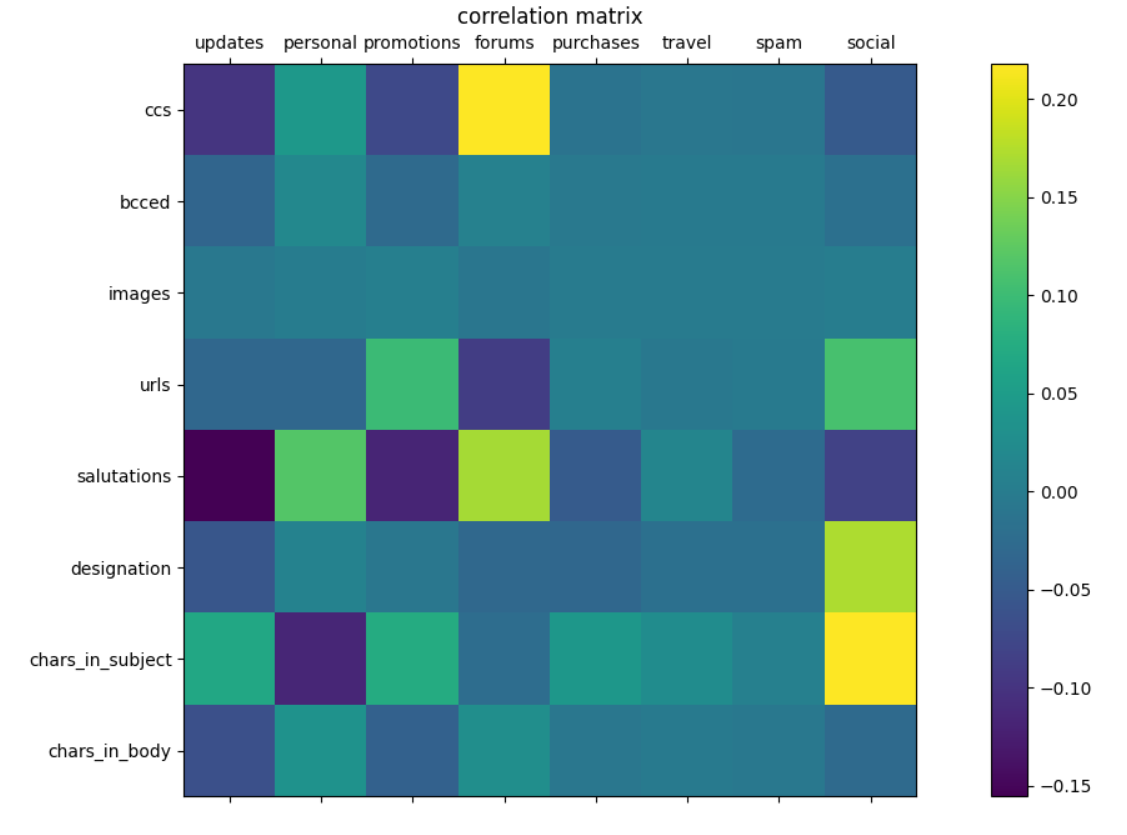 correlation matrix
updates personal promotions forums purchases travel spam social
ccs
bcced
images
urls
salutations
designation
chars_in_subject
chars_in_body
0.20
0.15
0.10
0.05
0.00
−0.05
−0.10
−0.15